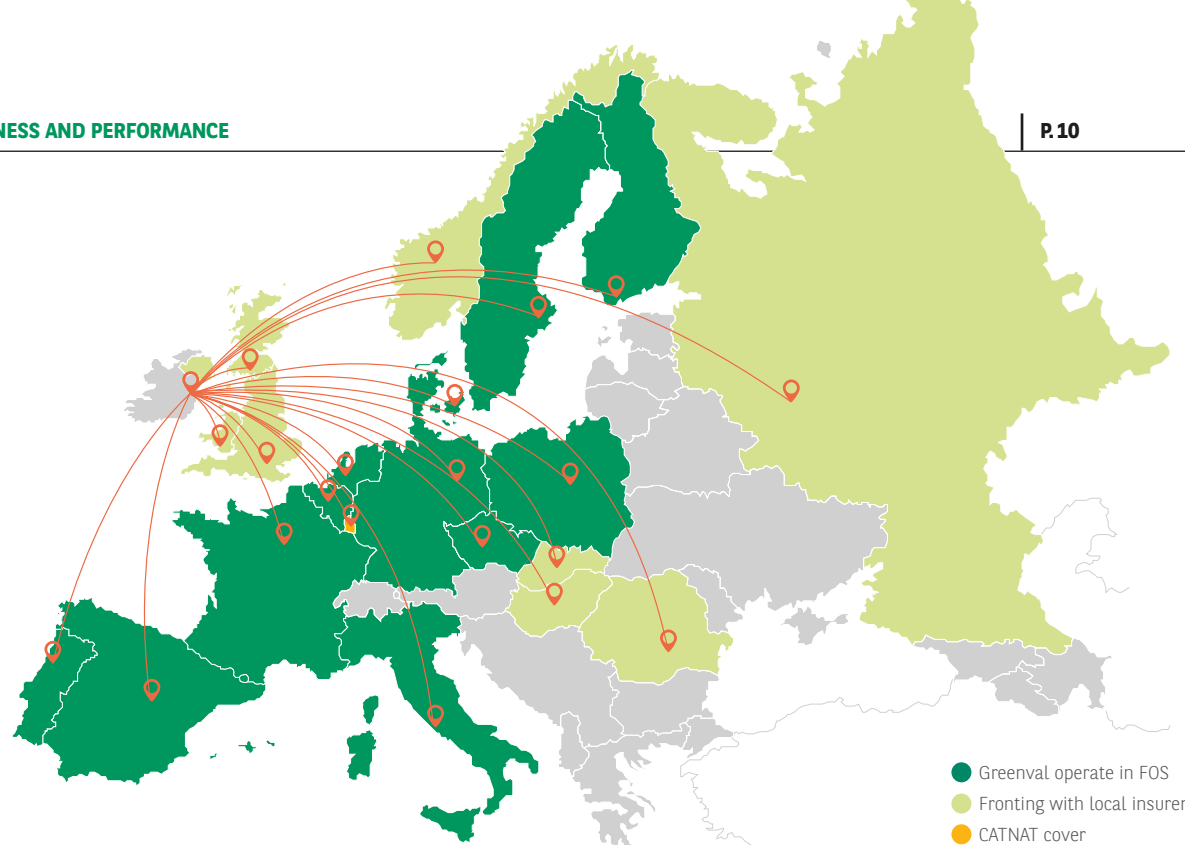 NESS AND PERFORMANCE
P. 10
Greenval operate in FOS
Fronting with local insurer
CATNAT cover